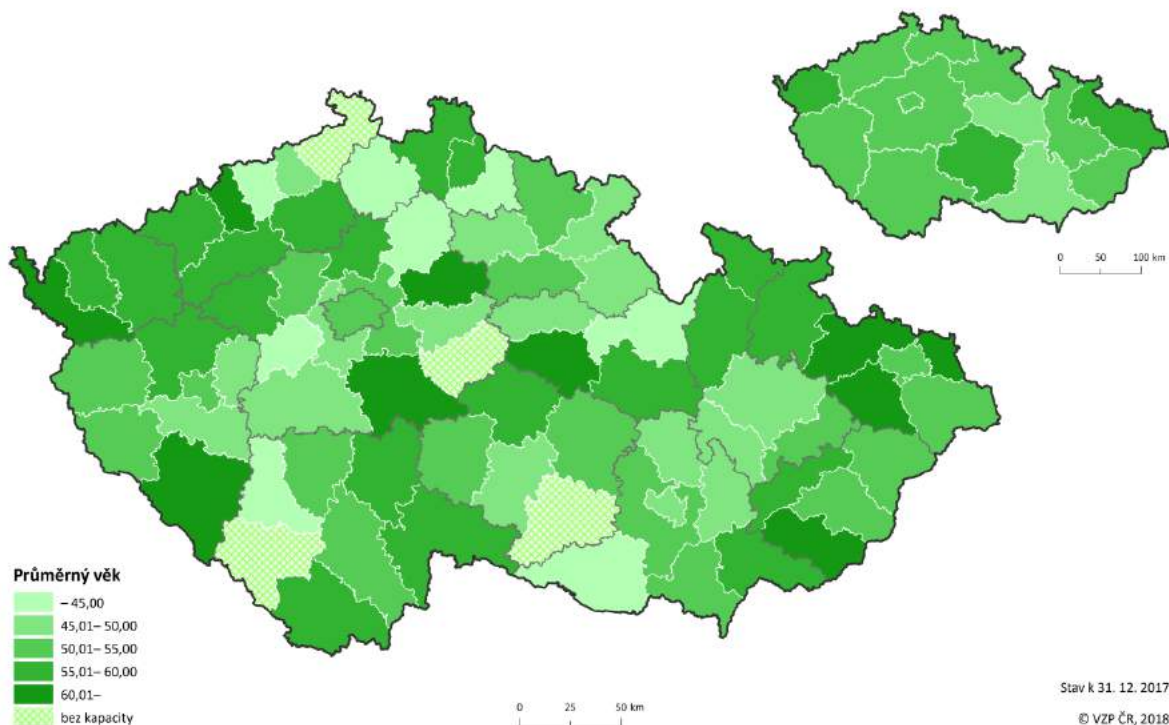 0 50 100 km
Průměrný věk
– 45,00
45,01– 50,00
50,01– 55,00
55,01– 60,00
60,01–
bez kapacity
0 25 50 km
Stav k 31. 12. 2017
© VZP ČR, 2018